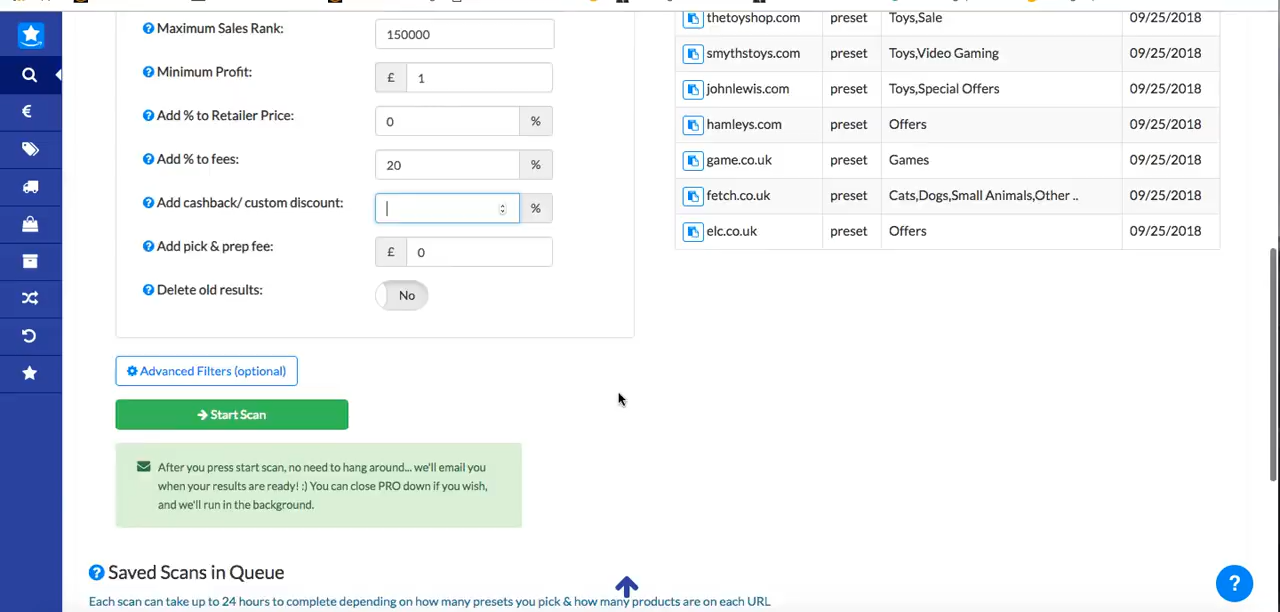 Maximum Sales Rank:
150000
Minimum Profit:
£ 1
Add % to Retailer Price:
0 %
Add % to fees:
20 %
Add cashback/ custom discount:
%
Add pick & prep fee:
£ 0
Delete old results:
No
Advanced Filters (optional)
Start Scan
After you press start scan, no need to hang around... we'll email you
when your results are ready! :) You can close PRO down if you wish,
and we'll run in the background.
thetoyshop.com preset Toys,Sale 09/25/2018
smythstoys.com preset Toys,Video Gaming 09/25/2018
johnlewis.com preset Toys,Special Offers 09/25/2018
hamleys.com preset Offers 09/25/2018
game.co.uk preset Games 09/25/2018
fetch.co.uk preset Cats,Dogs,Small Animals,Other .. 09/25/2018
elc.co.uk preset Offers 09/25/2018
Saved Scans in Queue
Each scan can take up to 24 hours to complete depending on how many presets you pick & how many products are on each URL